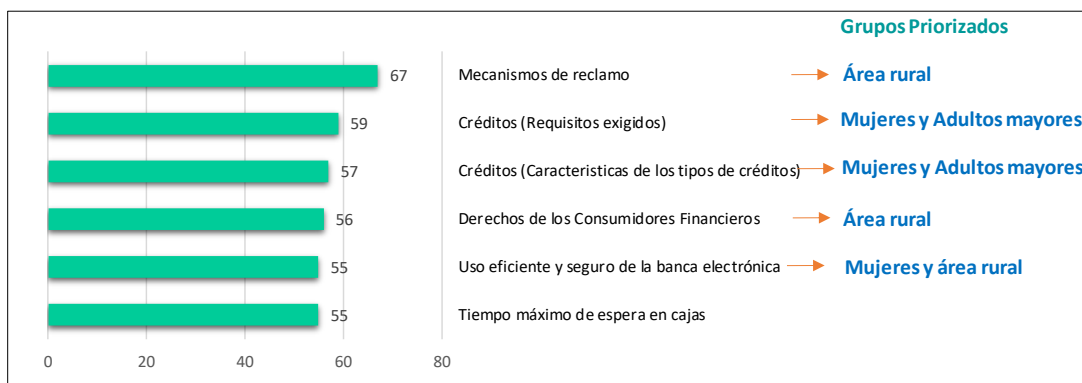 Grupos Priorizados
67 Mecanismos de reclamo Área rural
59 Créditos (Requisitos exigidos) Mujeres y Adultos mayores
57 Créditos (Caracteristicas de los tipos de créditos) Mujeres y Adultos mayores
56 Derechos de los Consumidores Financieros Área rural
55 Uso eficiente y seguro de la banca electrónica Mujeres y área rural
55 Tiempo máximo de espera en cajas
0 20 40 60 80